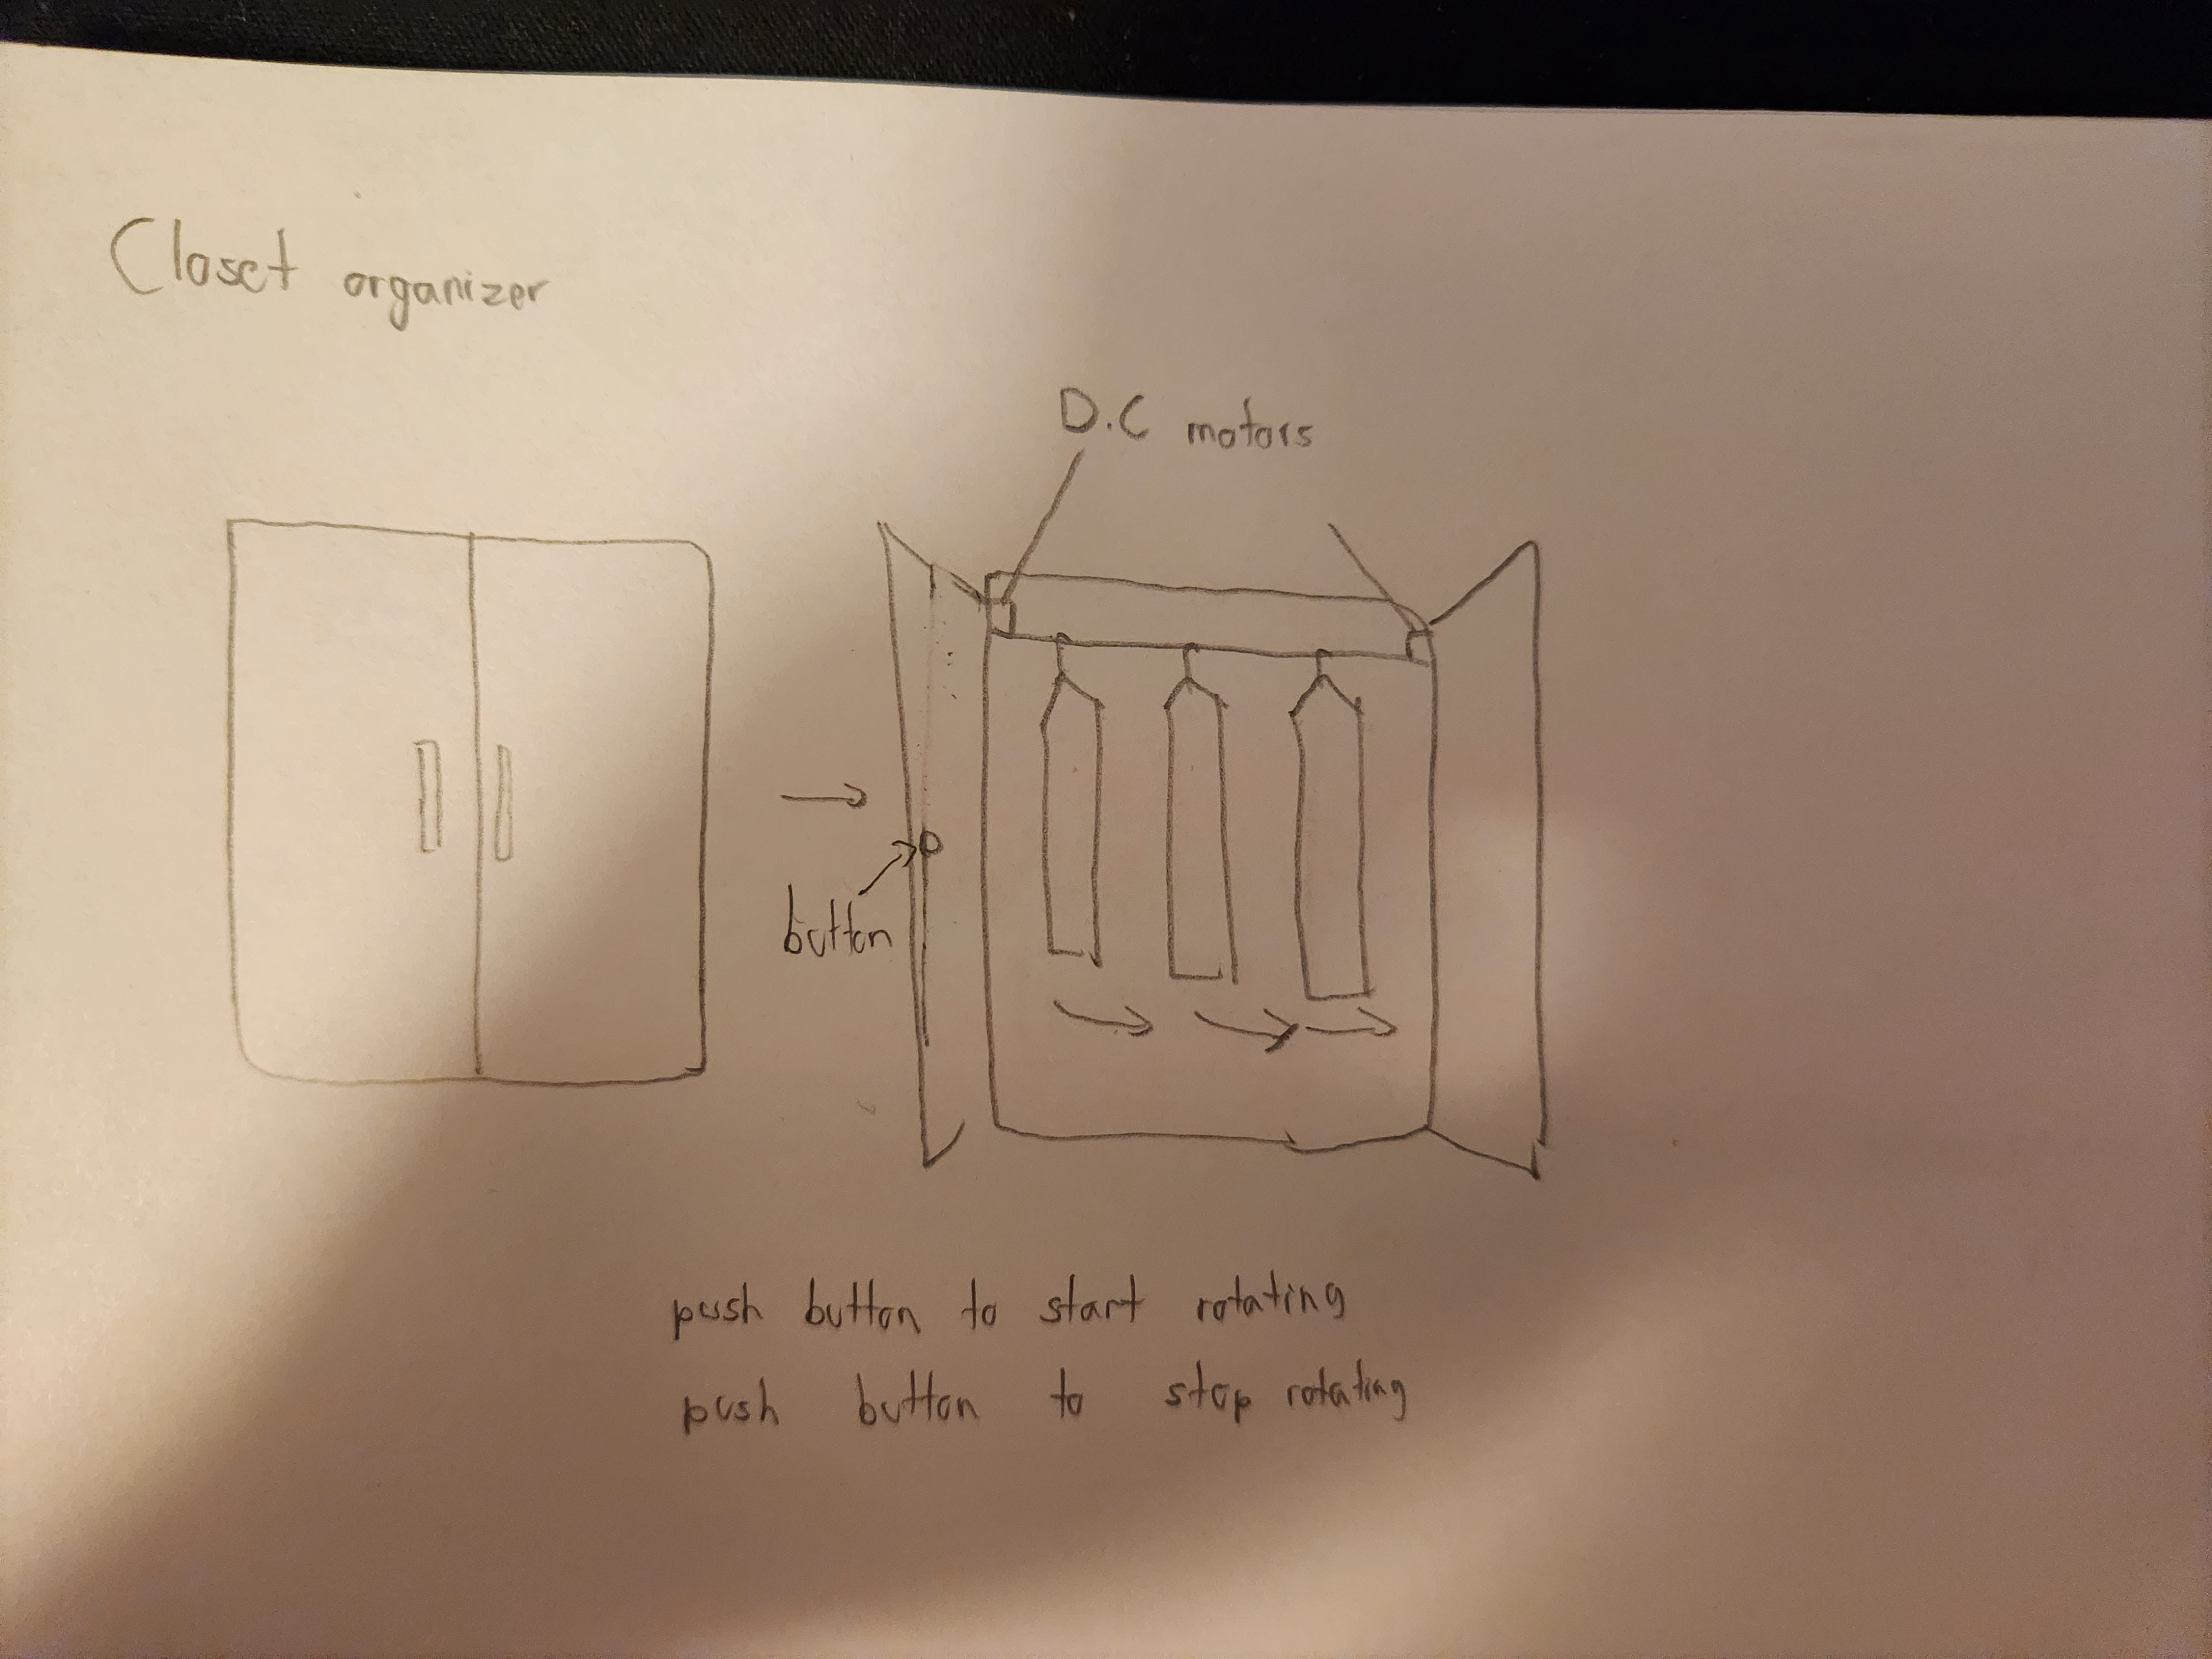 Closet organizer
D.C motors
button
push button to start rotating
push button to stop rotating